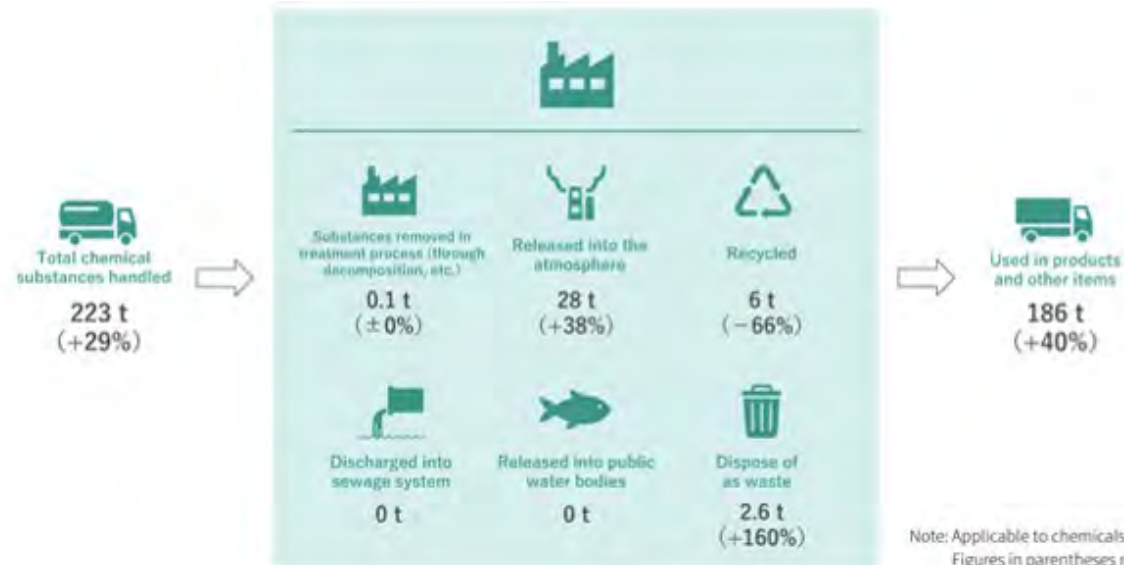 Total chemical
substances handled
223 t
(+29%)
Substances removed in
treatment process (through
decomposition, etc.)
0.1 t
(±0%)
Released into the
atmosphere
28 t
(+38%)
Recycled
6 t
(−66%)
Discharged into
sewage system
0 t
Released into public
water bodies
0 t
Dispose of
as waste
2.6 t
(+160%)
Used in products
and other items
186 t
(+40%)
Note: Applicable to chemicals
Figures in parentheses